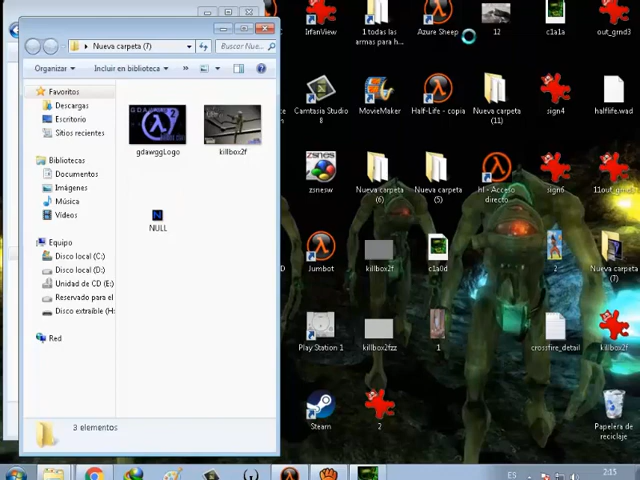 Nueva carpeta (7)
Buscar Nue...
Organizar
Incluir en biblioteca
»
Favoritos
Descargas
Escritorio
Sitios recientes
Bibliotecas
Documentos
Imágenes
Música
Vídeos
Equipo
Disco local (C:)
Disco local (D:)
Unidad de CD (E:)
Reservado para el
Disco extraíble (H:
Red
gdawggLogo
killbox2f
NULL
3 elementos
IrfanView
1 todas las
armas para h...
Azure Sheep
12
c1a1a
out_grnd3
Camtasia Studio
8
MovieMaker
Half-Life - copia
Nueva carpeta
(11)
sign4
halflife.wad
zsnesw
Nueva carpeta
(6)
Nueva carpeta
(5)
hl - Acceso
directo
sign6
11out_grnd3
Jumbot
killbox2f
c1a0d
2
Nueva carpeta
(7)
Play Station 1
killbox2fzz
1
crossfire_detail
killbox2f
Steam
2
Papelera de
reciclaje
ES
2:15